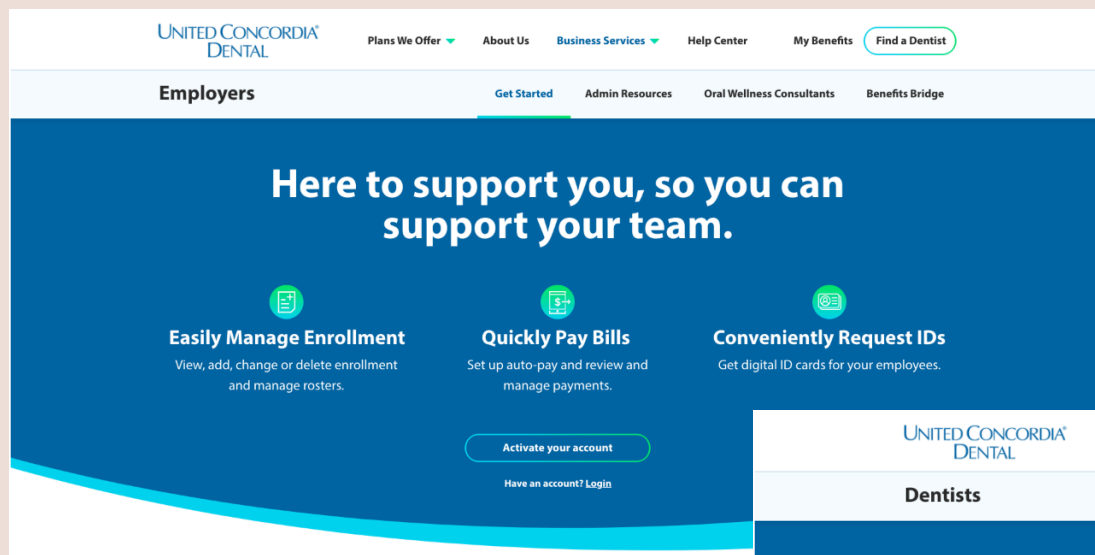 UNITED CONCORDIA®
DENTAL
Plans We Offer
About Us
Business Services
Help Center
My Benefits
Find a Dentist
Employers
Get Started
Admin Resources
Oral Wellness Consultants
Benefits Bridge
Here to support you, so you can
support your team.
Easily Manage Enrollment
View, add, change or delete enrollment
and manage rosters.
Quickly Pay Bills
Set up auto-pay and review and
manage payments.
Conveniently Request IDs
Get digital ID cards for your employees.
Activate your account
Have an account? Login
UNITED CONCORDIA®
DENTAL
Dentists